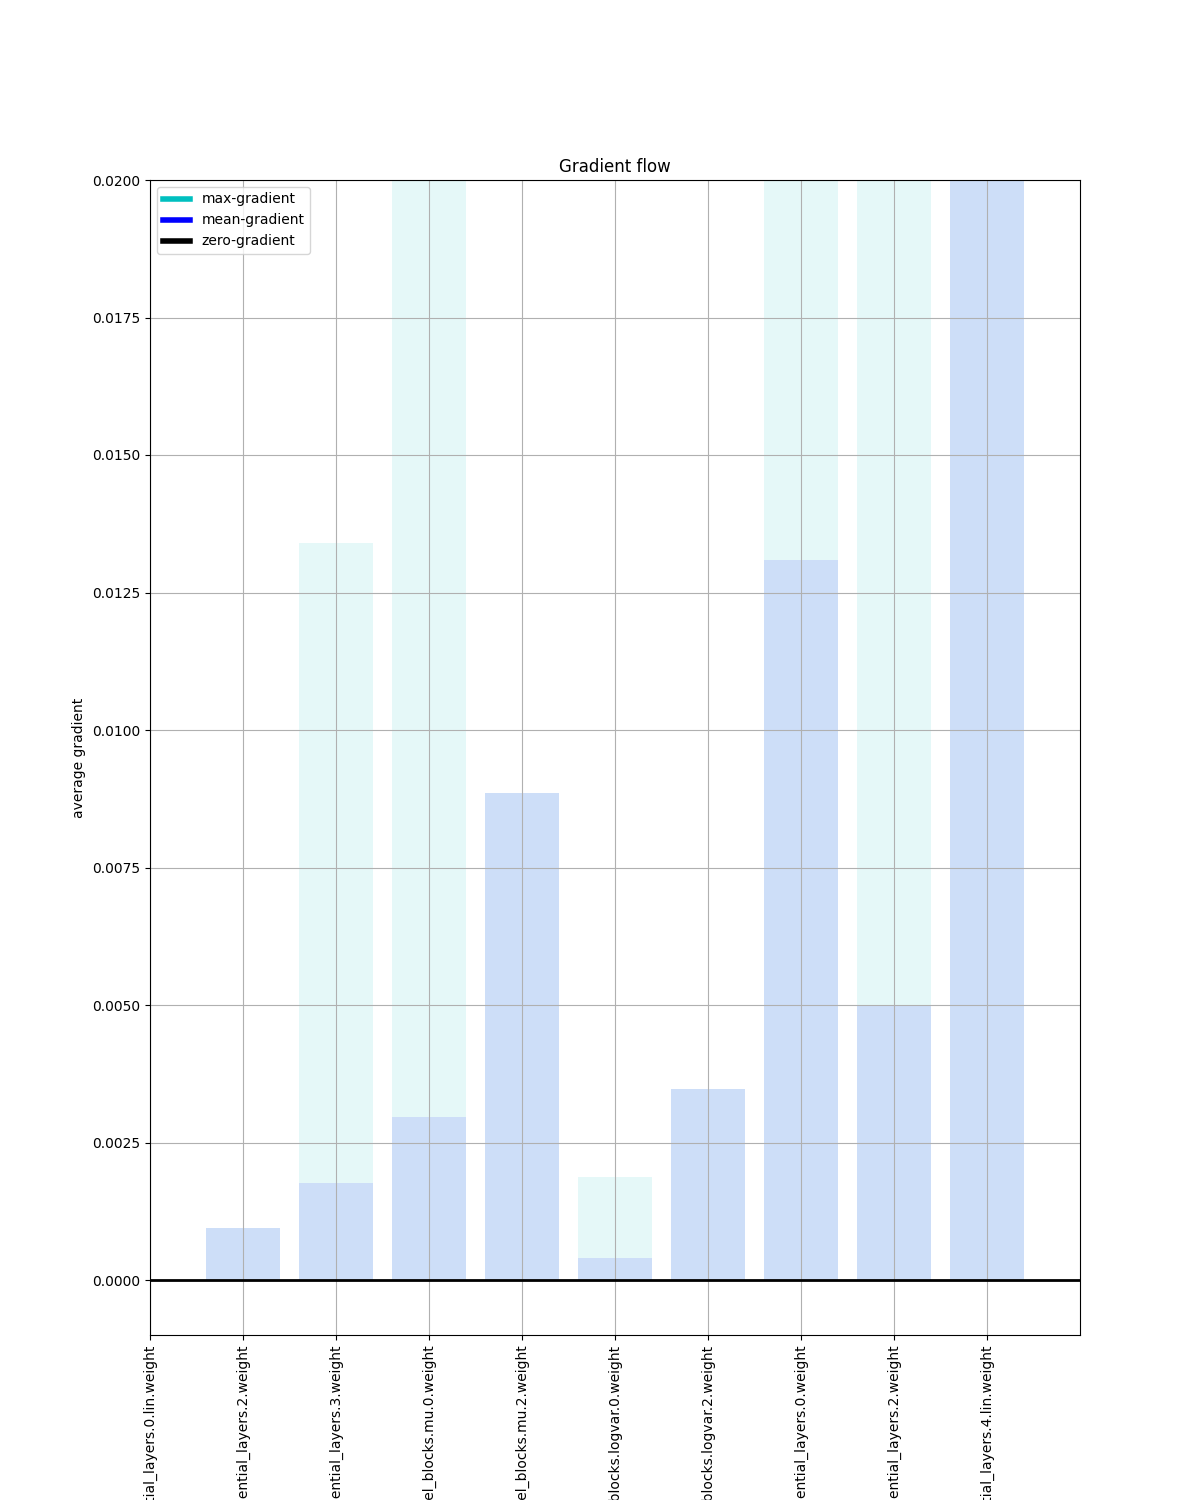 Gradient flow
max-gradient
mean-gradient
zero-gradient
0.0200
0.0175
0.0150
0.0125
0.0100
0.0075
0.0050
0.0025
0.0000
average gradient
tial_layers.0.lin.weight
ential_layers.2.weight
ential_layers.3.weight
el_blocks.mu.0.weight
el_blocks.mu.2.weight
blocks.logvar.0.weight
blocks.logvar.2.weight
ential_layers.0.weight
ential_layers.2.weight
tial_layers.4.lin.weight